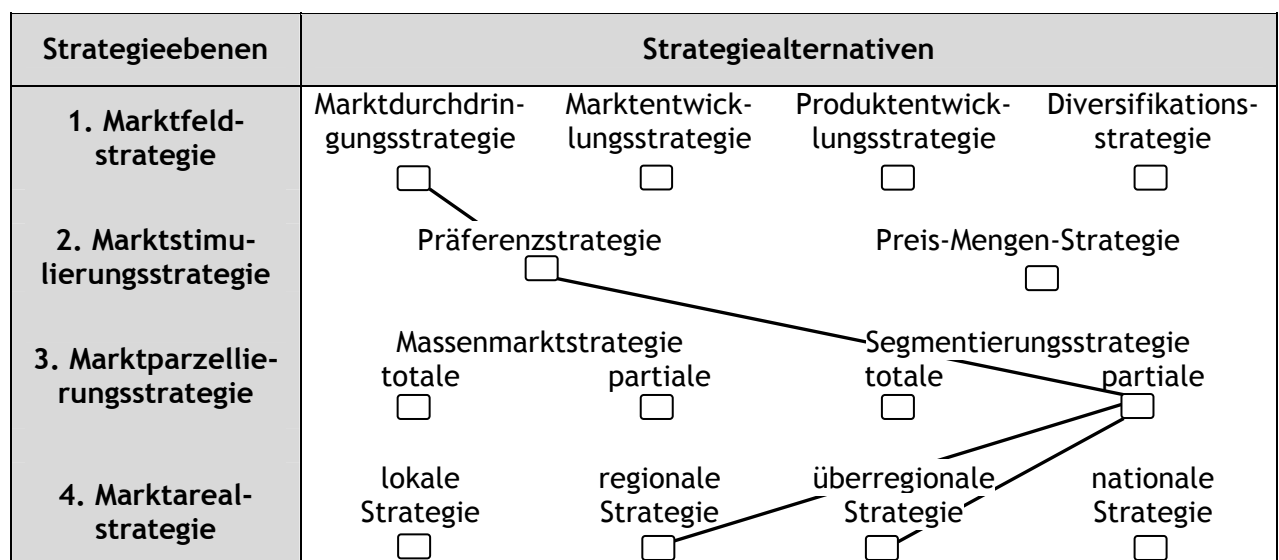 Strategieebenen
Strategiealternativen
1. Marktfeld-
strategie
Marktdurchdrin-
gungsstrategie
Marktentwick-
lungsstrategie
Produktentwick-
lungsstrategie
Diversifikations-
strategie
2. Marktstimu-
lierungsstrategie
Präferenzstrategie
Preis-Mengen-Strategie
3. Marktparzellie-
rungsstrategie
Massenmarktstrategie
totale
partiale
Segmentierungsstrategie
totale
partiale
4. Marktareal-
strategie
lokale
Strategie
regionale
Strategie
überregionale
Strategie
nationale
Strategie